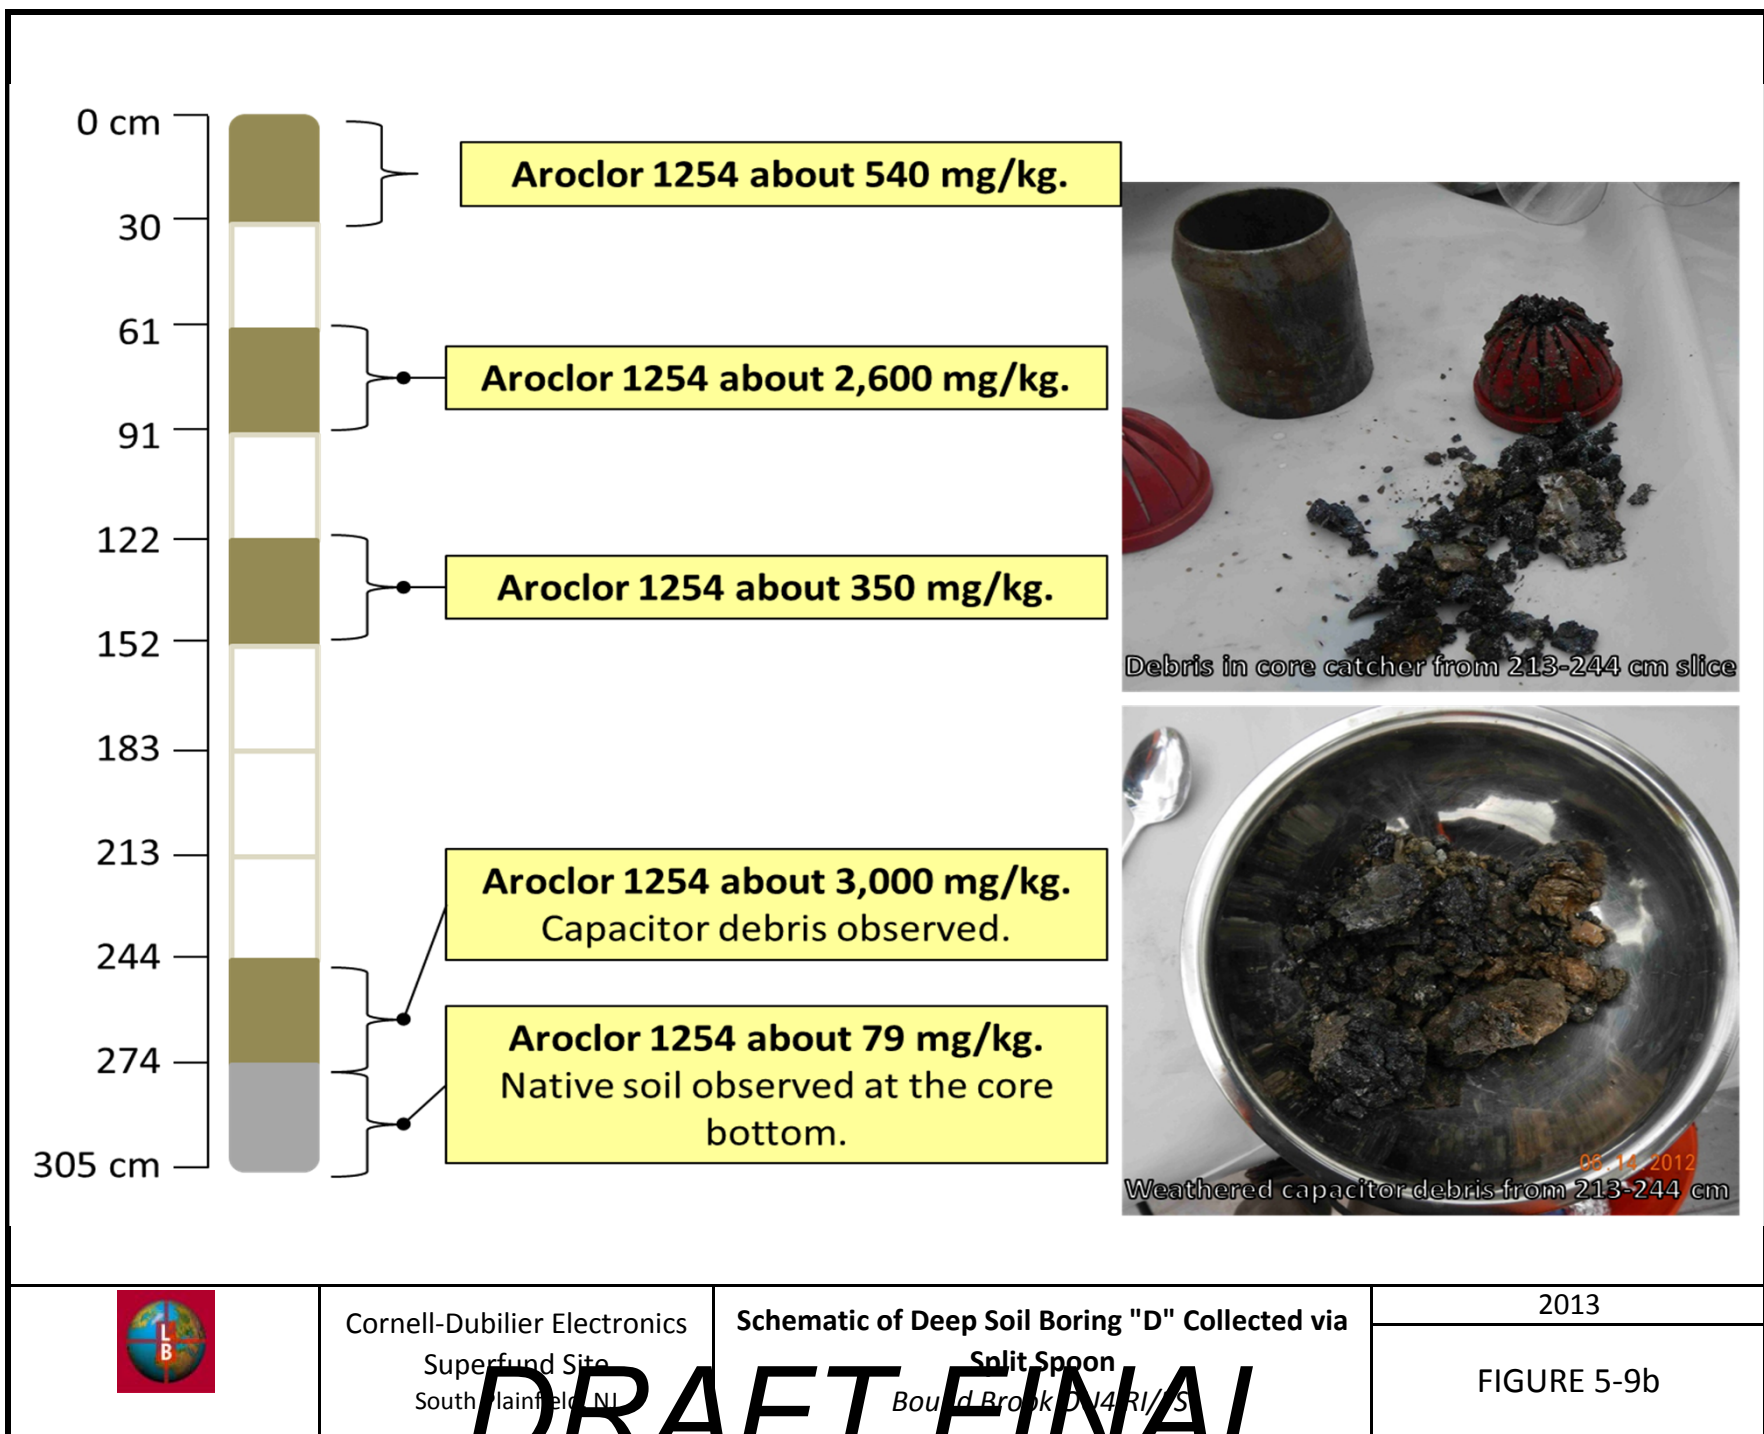 0 cm
30
61
91
122
152
183
213
244
274
305 cm
Aroclor 1254 about 540 mg/kg.
Aroclor 1254 about 2,600 mg/kg.
Aroclor 1254 about 350 mg/kg.
Aroclor 1254 about 3,000 mg/kg.
Capacitor debris observed.
Aroclor 1254 about 79 mg/kg.
Native soil observed at the core
bottom.
Debris in core catcher from 213-244 cm slice
06.14.2012
Weathered capacitor debris from 213-244 cm
L
B
Cornell-Dubilier Electronics
Superfund Site
South Plainfield, NJ
Schematic of Deep Soil Boring "D" Collected via
Split Spoon
Bound Brook OU4 RI/FS
2013
FIGURE 5-9b
DRAFT FINAL